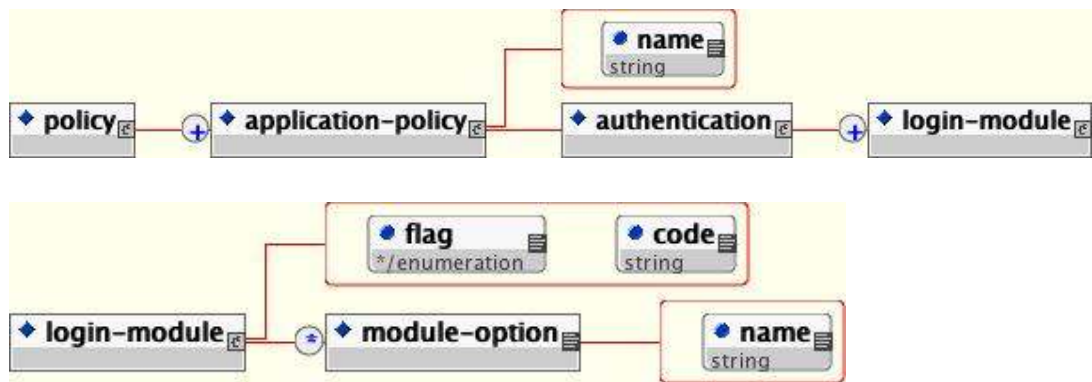 name
string
policy
+
application-policy
authentication
+
login-module
flag
*/enumeration
code
string
login-module
*
module-option
name
string